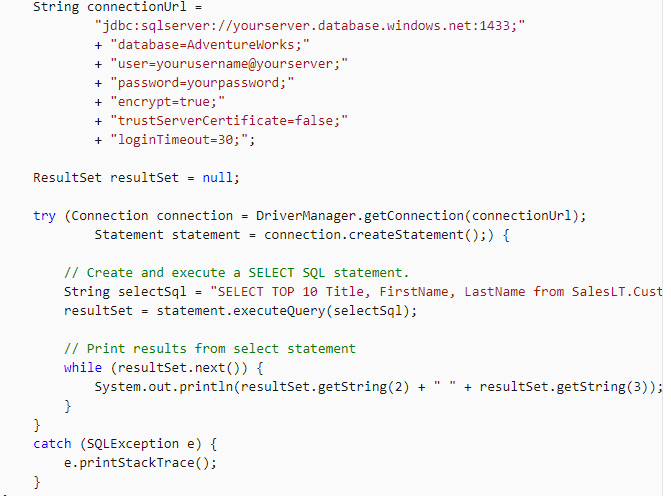 String connectionUrl =
"jdbc:sqlserver://yourserver.database.windows.net:1433;"
+ "database=AdventureWorks;"
+ "user=yourusername@yourserver;"
+ "password=yourpassword;"
+ "encrypt=true;"
+ "trustServerCertificate=false;"
+ "loginTimeout=30;";
ResultSet resultSet = null;
try (Connection connection = DriverManager.getConnection(connectionUrl);
Statement statement = connection.createStatement();) {
// Create and execute a SELECT SQL statement.
String selectSql = "SELECT TOP 10 Title, FirstName, LastName from SalesLT.Cust
resultSet = statement.executeQuery(selectSql);
// Print results from select statement
while (resultSet.next()) {
System.out.println(resultSet.getString(2) + " " + resultSet.getString(3));
}
}
catch (SQLException e) {
e.printStackTrace();
}